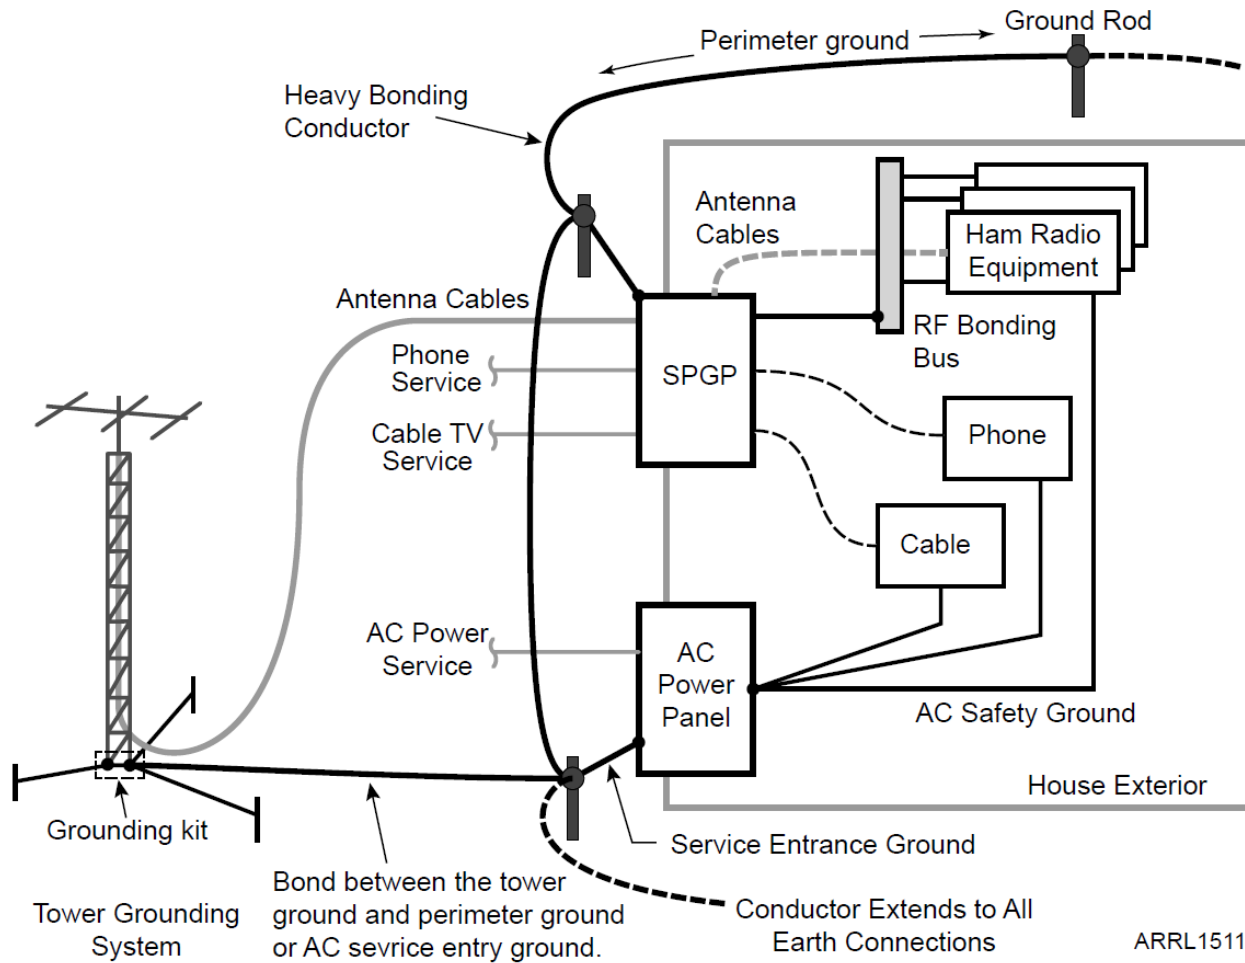 Ground Rod
Perimeter ground
Heavy Bonding
Conductor
Antenna
Cables
Ham Radio
Equipment
Antenna Cables
RF Bonding
Bus
Phone
Service
SPGP
Cable TV
Service
Phone
Cable
AC Power
Service
AC
Power
Panel
AC Safety Ground
House Exterior
Grounding kit
Service Entrance Ground
Tower Grounding
System
Bond between the tower
ground and perimeter ground
or AC sevrice entry ground.
Conductor Extends to All
Earth Connections
ARRL1511